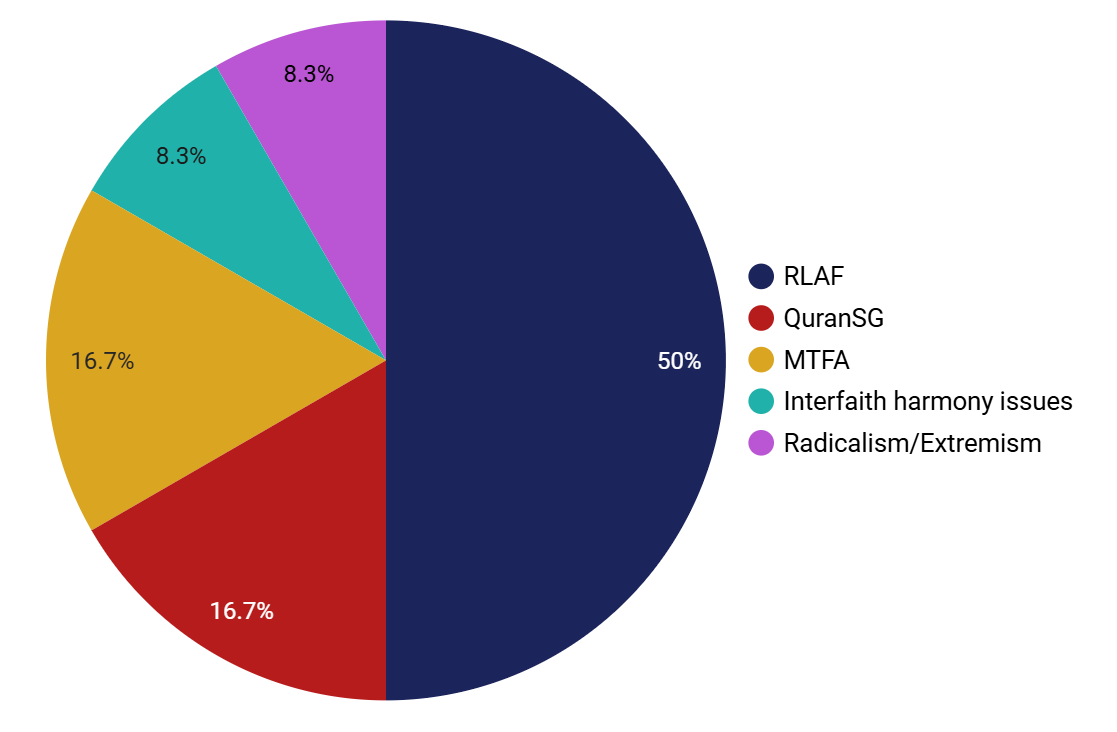 8.3%
8.3%
16.7%
50%
16.7%
RLAF
QuranSG
MTFA
Interfaith harmony issues
Radicalism/Extremism